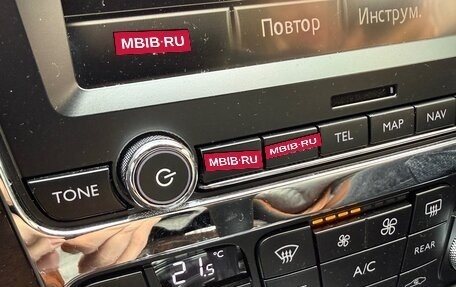 Повтор Инструм.
MBIB·RU
MBIB·RU MBIB·RU TEL MAP NAV
TONE
21.5 °C A/C REAR